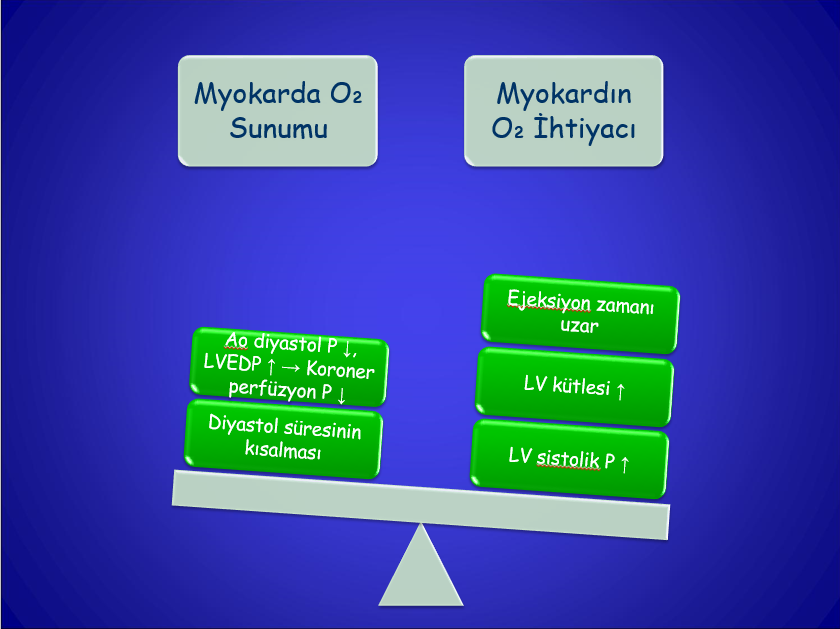 Myokarda O₂
Sunumu
Myokardın
O₂ İhtiyacı
Ao diyastol P ↓,
LVEDP ↑ → Koroner
perfüzyon P ↓
Diyastol süresinin
kısalması
Ejeksiyon zamanı
uzar
LV kütlesi ↑
LV sistolik P ↑